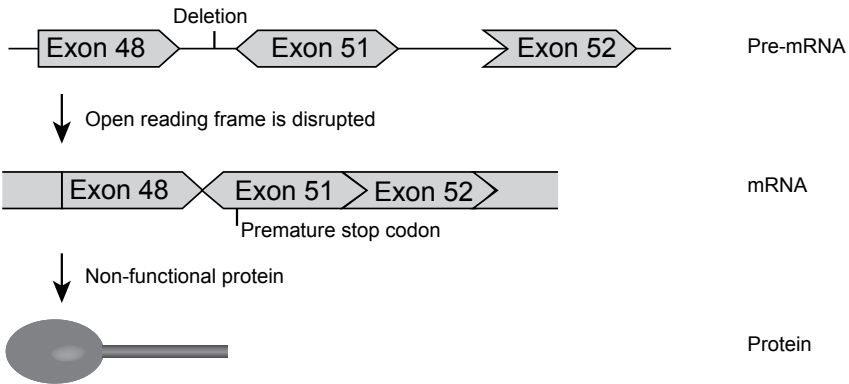 Deletion
Exon 48 Exon 51 Exon 52 Pre-mRNA
Open reading frame is disrupted
Exon 48 Exon 51 Exon 52 mRNA
Premature stop codon
Non-functional protein
Protein